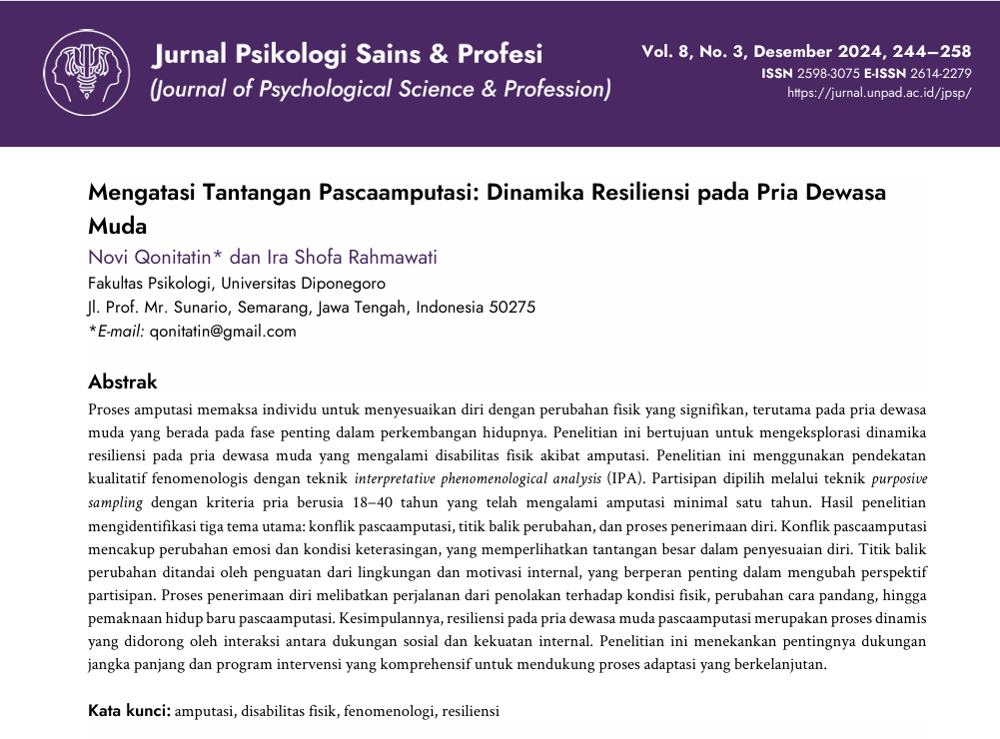 Jurnal Psikologi Sains & Profesi
(Journal of Psychological Science & Profession)
Vol. 8, No. 3, Desember 2024, 244–258
ISSN 2598-3075 E-ISSN 2614-2279
https://jurnal.unpad.ac.id/jpsp/
Mengatasi Tantangan Pascaamputasi: Dinamika Resiliensi pada Pria Dewasa
Muda
Novi Qonitatin* dan Ira Shofa Rahmawati
Fakultas Psikologi, Universitas Diponegoro
Jl. Prof. Mr. Sunario, Semarang, Jawa Tengah, Indonesia 50275
*E-mail: qonitatin@gmail.com
Abstrak
Proses amputasi memaksa individu untuk menyesuaikan diri dengan perubahan fisik yang signifikan, terutama pada pria dewasa
muda yang berada pada fase penting dalam perkembangan hidupnya. Penelitian ini bertujuan untuk mengeksplorasi dinamika
resiliensi pada pria dewasa muda yang mengalami disabilitas fisik akibat amputasi. Penelitian ini menggunakan pendekatan
kualitatif fenomenologis dengan teknik interpretative phenomenological analysis (IPA). Partisipan dipilih melalui teknik purposive
sampling dengan kriteria pria berusia 18–40 tahun yang telah mengalami amputasi minimal satu tahun. Hasil penelitian
mengidentifikasi tiga tema utama: konflik pascaamputasi, titik balik perubahan, dan proses penerimaan diri. Konflik pascaamputasi
mencakup perubahan emosi dan kondisi keterasingan, yang memperlihatkan tantangan besar dalam penyesuaian diri. Titik balik
perubahan ditandai oleh penguatan dari lingkungan dan motivasi internal, yang berperan penting dalam mengubah perspektif
partisipan. Proses penerimaan diri melibatkan perjalanan dari penolakan terhadap kondisi fisik, perubahan cara pandang, hingga
pemaknaan hidup baru pascaamputasi. Kesimpulannya, resiliensi pada pria dewasa muda pascaamputasi merupakan proses dinamis
yang didorong oleh interaksi antara dukungan sosial dan kekuatan internal. Penelitian ini menekankan pentingnya dukungan
jangka panjang dan program intervensi yang komprehensif untuk mendukung proses adaptasi yang berkelanjutan.
Kata kunci: amputasi, disabilitas fisik, fenomenologi, resiliensi